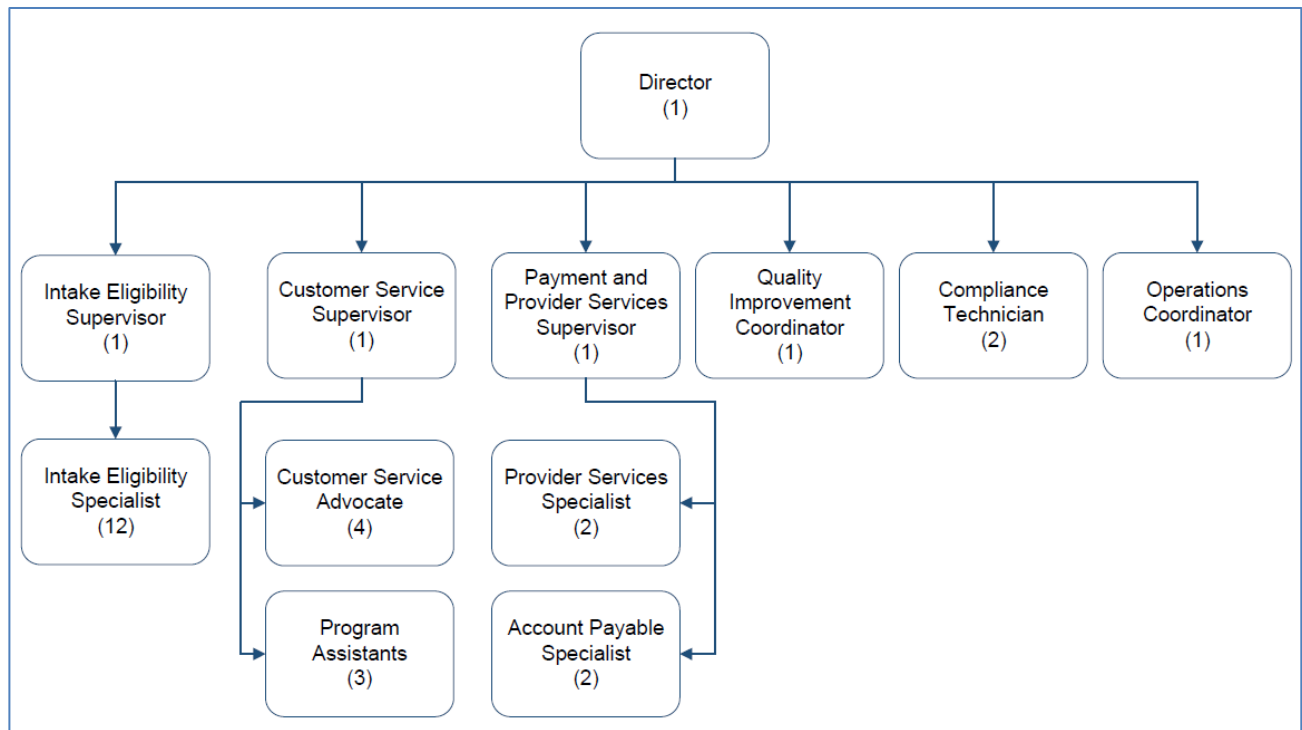 Director
(1)
Intake Eligibility
Supervisor
(1)
Customer Service
Supervisor
(1)
Payment and
Provider Services
Supervisor
(1)
Quality
Improvement
Coordinator
(1)
Compliance
Technician
(2)
Operations
Coordinator
(1)
Intake Eligibility
Specialist
(12)
Customer Service
Advocate
(4)
Provider Services
Specialist
(2)
Program
Assistants
(3)
Account Payable
Specialist
(2)